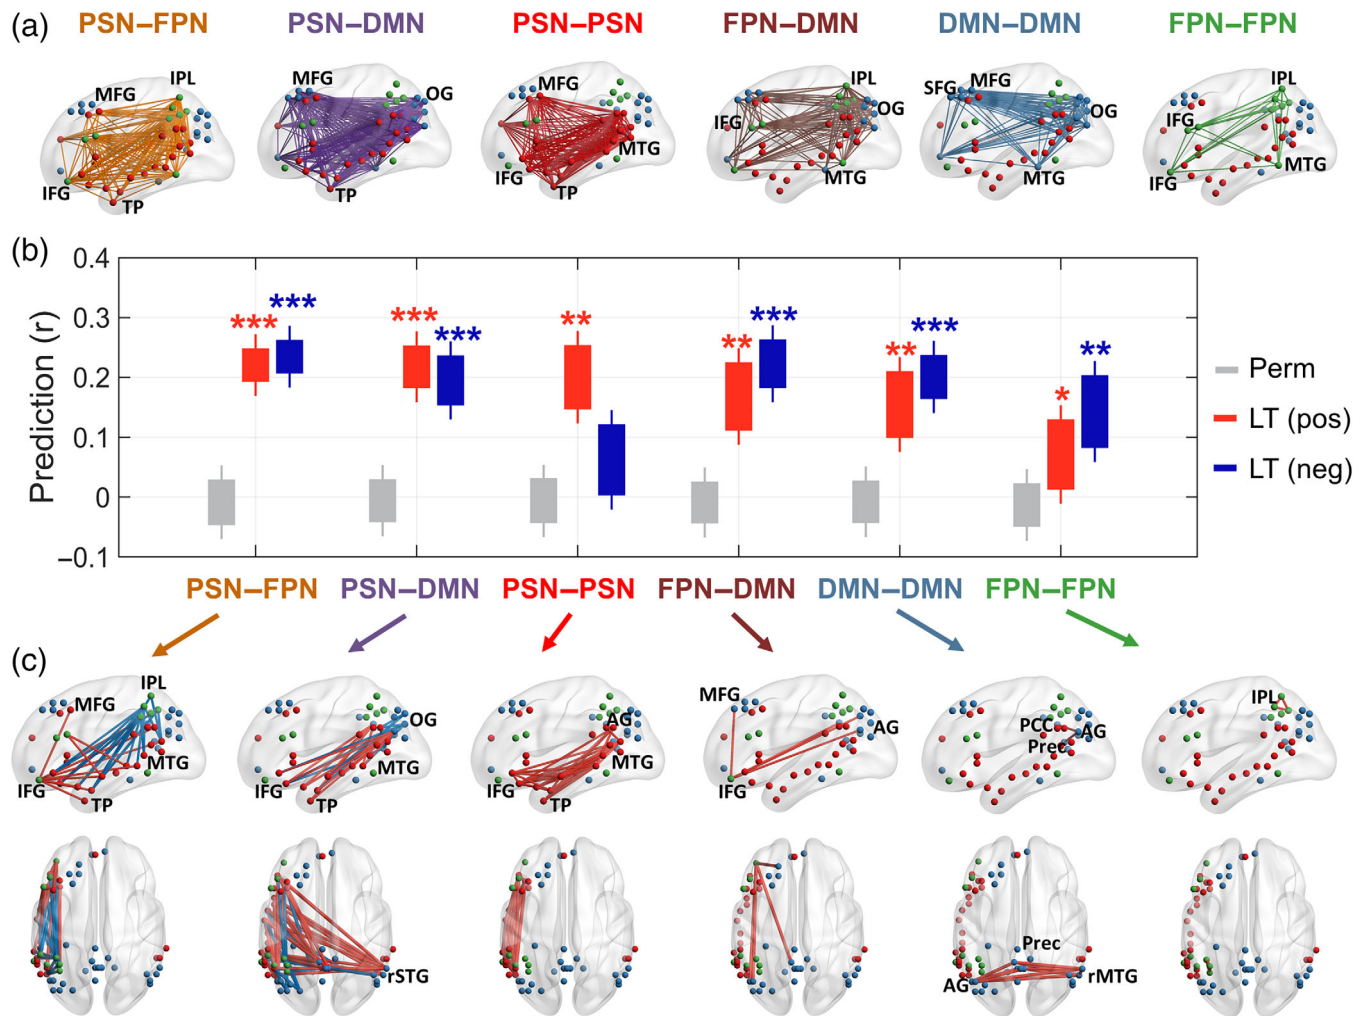 (a) PSN–FPN PSN–DMN PSN–PSN FPN–DMN DMN–DMN FPN–FPN
MFG IPL IFG TP
MFG OG TP
MFG MTG IFG TP
IPL OG IFG MTG
SFG MFG OG MTG
IPL IFG MTG IFG
(b)
Prediction (r)
0.4
0.3
0.2
0.1
0
−0.1
*** *** *** *** ** ** *** ** *** * **
Perm
LT (pos)
LT (neg)
PSN–FPN PSN–DMN PSN–PSN FPN–DMN DMN–DMN FPN–FPN
(c)
IPL MFG MTG IFG TP
OG MTG IFG TP
AG MTG IFG TP
MFG AG IFG
PCC AG Prec
IPL
rSTG
Prec
AG rMTG